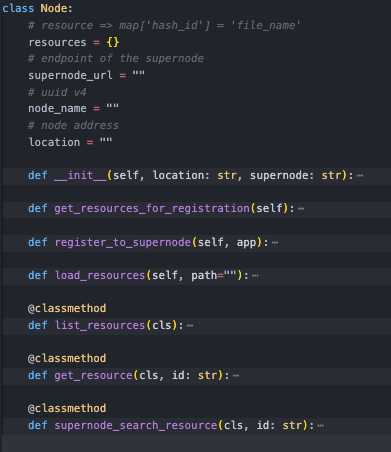 class Node:
# resource => map['hash_id'] = 'file_name'
resources = {}
# endpoint of the supernode
supernode_url = ""
# uuid v4
node_name = ""
# node address
location = ""
def __init__(self, location: str, supernode: str):⋯
def get_resources_for_registration(self):⋯
def register_to_supernode(self, app):⋯
def load_resources(self, path=""):⋯
@classmethod
def list_resources(cls):⋯
@classmethod
def get_resource(cls, id: str):⋯
@classmethod
def supernode_search_resource(cls, id: str):⋯